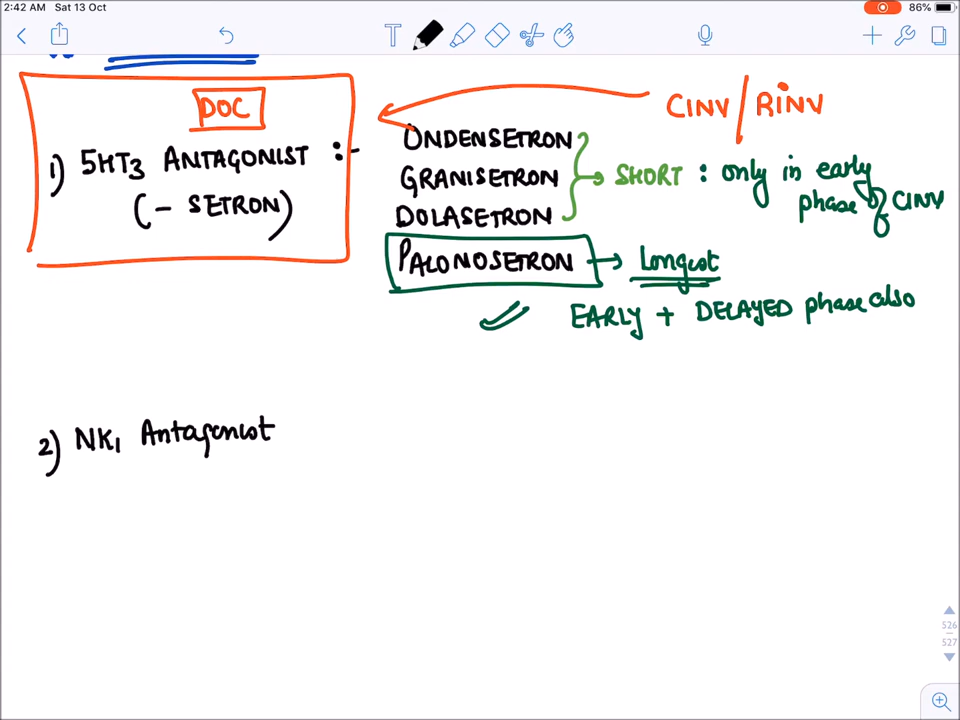 2:42 AM Sat 13 Oct
86%
T
DOC
CINV / RINV
1) 5HT3 ANTAGONIST :-
(- SETRON)
ONDENSETRON
GRANISETRON
DOLASETRON
SHORT : only in early
phase of CINV
PALONOSETRON
Longest
EARLY + DELAYED phase also
2) NK1 Antagonist
526
527